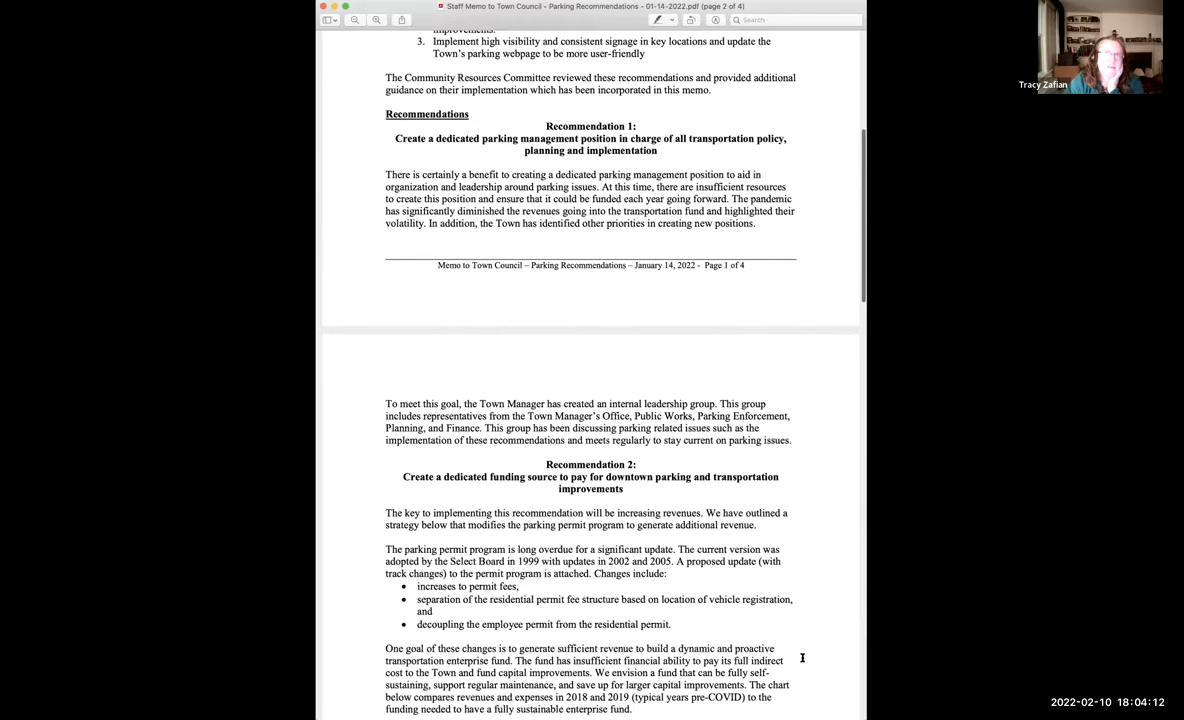 Staff Memo to Town Council - Parking Recommendations - 01-14-2022.pdf (page 2 of 4)
Search
improvements.
3. Implement high visibility and consistent signage in key locations and update the
Town's parking webpage to be more user-friendly
The Community Resources Committee reviewed these recommendations and provided additional
guidance on their implementation which has been incorporated in this memo.
Recommendations
Recommendation 1:
Create a dedicated parking management position in charge of all transportation policy,
planning and implementation
There is certainly a benefit to creating a dedicated parking management position to aid in
organization and leadership around parking issues. At this time, there are insufficient resources
to create this position and ensure that it could be funded each year going forward. The pandemic
has significantly diminished the revenues going into the transportation fund and highlighted their
volatility. In addition, the Town has identified other priorities in creating new positions.
Memo to Town Council – Parking Recommendations – January 14, 2022 - Page 1 of 4
To meet this goal, the Town Manager has created an internal leadership group. This group
includes representatives from the Town Manager's Office, Public Works, Parking Enforcement,
Planning, and Finance. This group has been discussing parking related issues such as the
implementation of these recommendations and meets regularly to stay current on parking issues.
Recommendation 2:
Create a dedicated funding source to pay for downtown parking and transportation
improvements
The key to implementing this recommendation will be increasing revenues. We have outlined a
strategy below that modifies the parking permit program to generate additional revenue.
The parking permit program is long overdue for a significant update. The current version was
adopted by the Select Board in 1999 with updates in 2002 and 2005. A proposed update (with
track changes) to the permit program is attached. Changes include:
• increases to permit fees,
• separation of the residential permit fee structure based on location of vehicle registration,
and
• decoupling the employee permit from the residential permit.
One goal of these changes is to generate sufficient revenue to build a dynamic and proactive
transportation enterprise fund. The fund has insufficient financial ability to pay its full indirect
cost to the Town and fund capital improvements. We envision a fund that can be fully self-
sustaining, support regular maintenance, and save up for larger capital improvements. The chart
below compares revenues and expenses in 2018 and 2019 (typical years pre-COVID) to the
funding needed to have a fully sustainable enterprise fund.
Tracy Zafian
2022-02-10 18:04:12